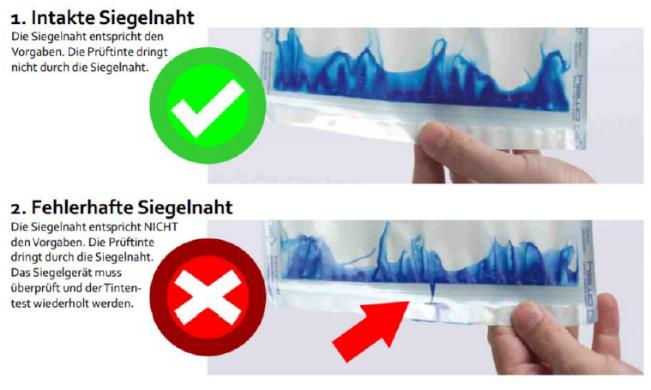 1. Intakte Siegelnaht
Die Siegelnaht entspricht den
Vorgaben. Die Prüftinte dringt
nicht durch die Siegelnaht.
2. Fehlerhafte Siegelnaht
Die Siegelnaht entspricht NICHT
den Vorgaben. Die Prüftinte
dringt durch die Siegelnaht.
Das Siegelgerät muss
überprüft und der Tinten-
test wiederholt werden.